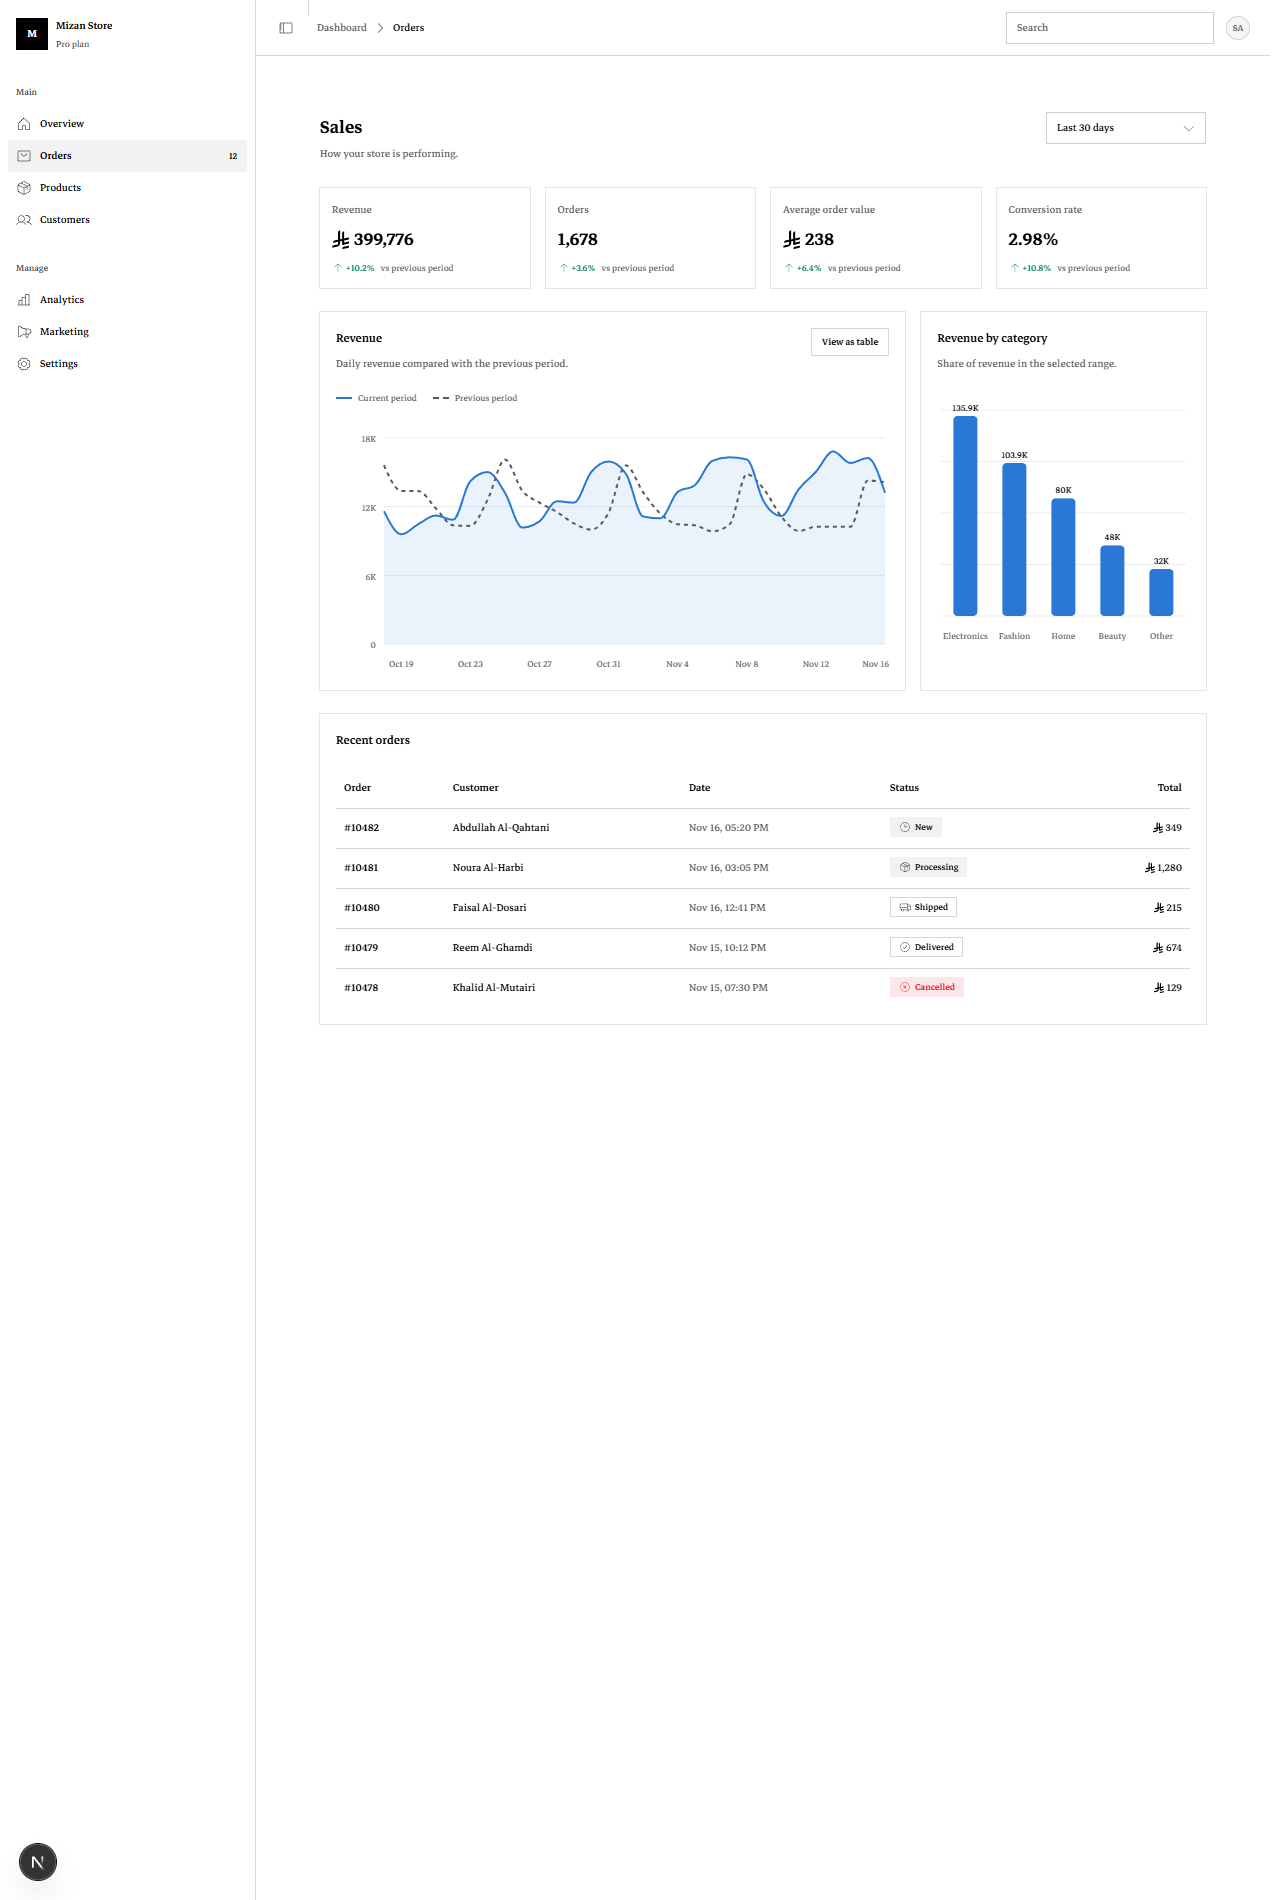 M
Mizan Store
Pro plan
Main
Overview
Orders 12
Products
Customers
Manage
Analytics
Marketing
Settings
N
Dashboard Orders
Search
SA
Sales
How your store is performing.
Last 30 days
Revenue
⃁ 399,776
+10.2% vs previous period
Orders
1,678
+3.6% vs previous period
Average order value
⃁ 238
+6.4% vs previous period
Conversion rate
2.98%
+10.8% vs previous period
Revenue
Daily revenue compared with the previous period.
View as table
Current period Previous period
18K
12K
6K
0
Oct 19 Oct 23 Oct 27 Oct 31 Nov 4 Nov 8 Nov 12 Nov 16
Revenue by category
Share of revenue in the selected range.
135.9K
103.9K
80K
48K
32K
Electronics Fashion Home Beauty Other
Recent orders
Order Customer Date Status Total
#10482 Abdullah Al-Qahtani Nov 16, 05:20 PM New ⃁ 349
#10481 Noura Al-Harbi Nov 16, 03:05 PM Processing ⃁ 1,280
#10480 Faisal Al-Dosari Nov 16, 12:41 PM Shipped ⃁ 215
#10479 Reem Al-Ghamdi Nov 15, 10:12 PM Delivered ⃁ 674
#10478 Khalid Al-Mutairi Nov 15, 07:30 PM Cancelled ⃁ 129